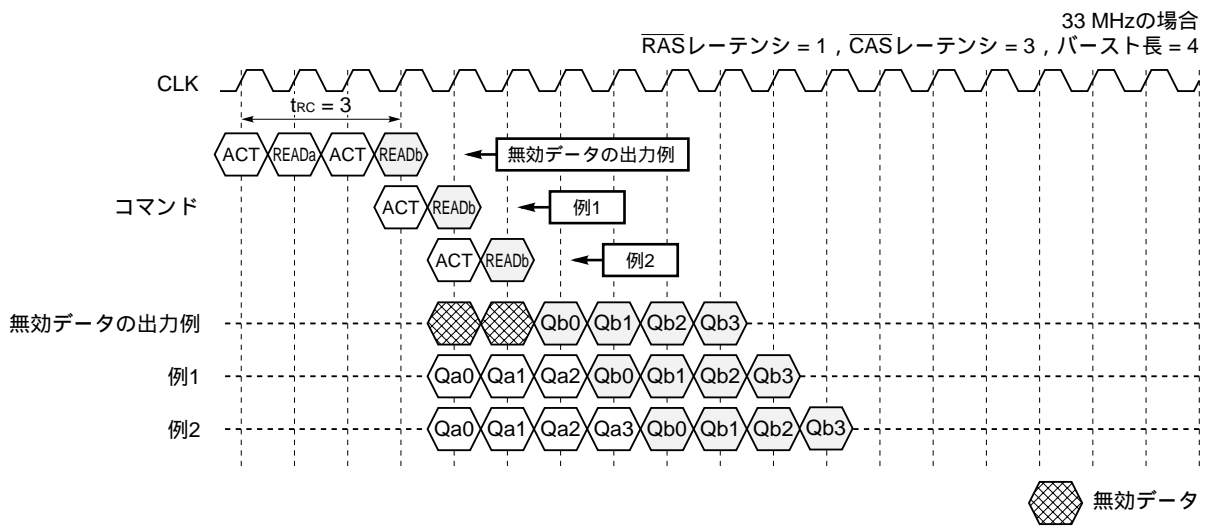 33 MHzの場合
RASレーテンシ = 1 , CASレーテンシ = 3 , バースト長 = 4
CLK
tRC = 3
ACT READa ACT READb 無効データの出力例
コマンド ACT READb 例1
ACT READb 例2
無効データの出力例 Qb0 Qb1 Qb2 Qb3
例1 Qa0 Qa1 Qa2 Qb0 Qb1 Qb2 Qb3
例2 Qa0 Qa1 Qa2 Qa3 Qb0 Qb1 Qb2 Qb3
無効データ